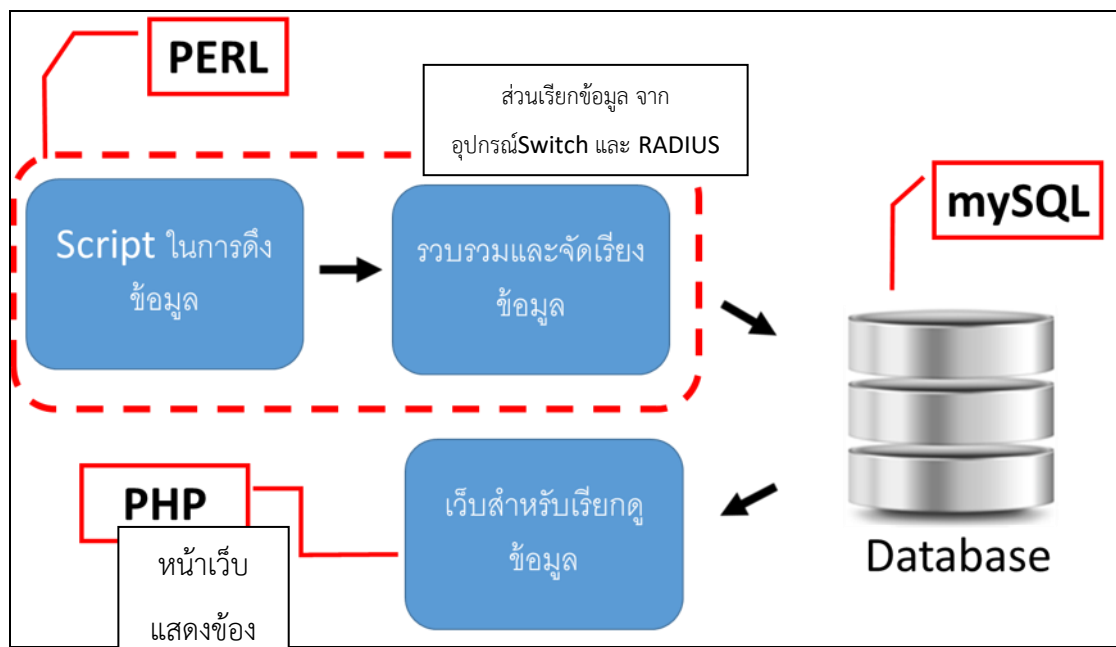 PERL
ส่วนเรียกข้อมูล จาก
อุปกรณ์Switch และ RADIUS
mySQL
Script ในการดึง
ข้อมูล
รวบรวมและจัดเรียง
ข้อมูล
PHP
หน้าเว็บ
แสดงข้อง
เว็บสำหรับเรียกดู
ข้อมูล
Database